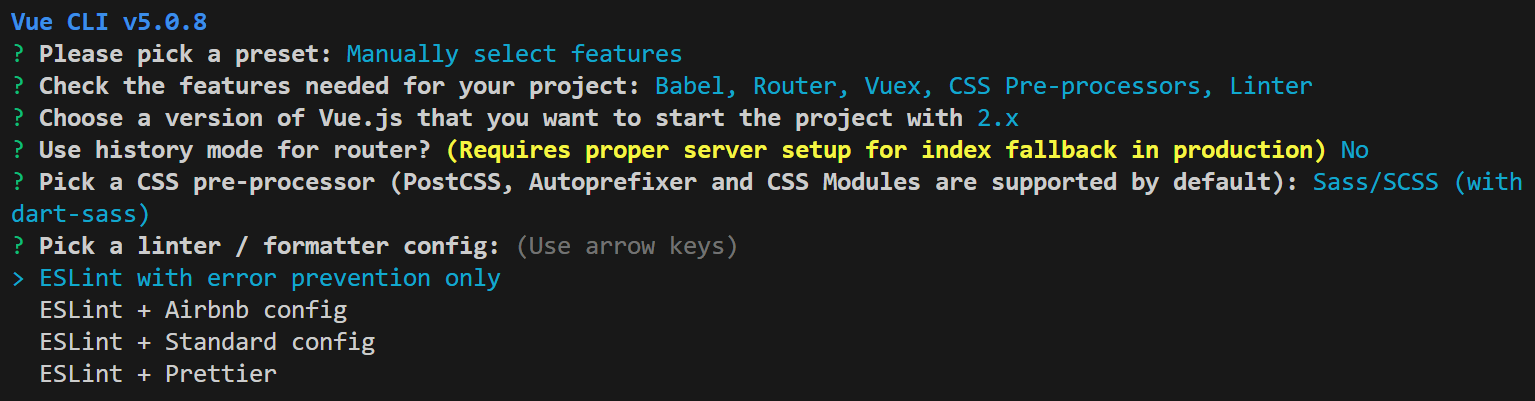 Vue CLI v5.0.8
? Please pick a preset: Manually select features
? Check the features needed for your project: Babel, Router, Vuex, CSS Pre-processors, Linter
? Choose a version of Vue.js that you want to start the project with 2.x
? Use history mode for router? (Requires proper server setup for index fallback in production) No
? Pick a CSS pre-processor (PostCSS, Autoprefixer and CSS Modules are supported by default): Sass/SCSS (with
dart-sass)
? Pick a linter / formatter config: (Use arrow keys)
> ESLint with error prevention only
  ESLint + Airbnb config
  ESLint + Standard config
  ESLint + Prettier